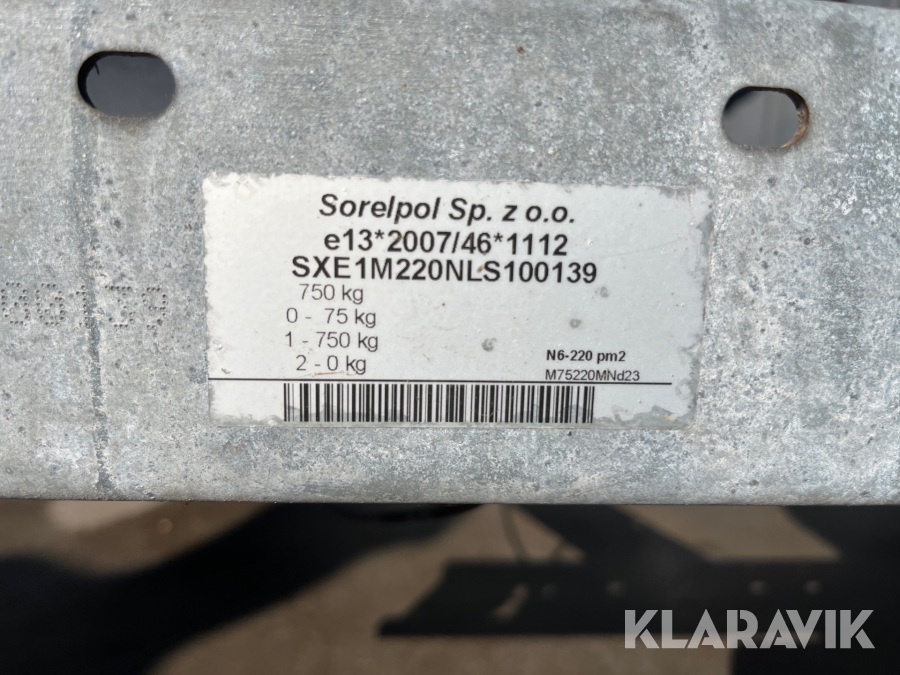 Sorelpol Sp. z o.o.
e13*2007/46*1112
SXE1M220NLS100139
750 kg
0 - 75 kg
1 - 750 kg
2 - 0 kg
N6-220 pm2
M75220MNd23
KLARAVIK